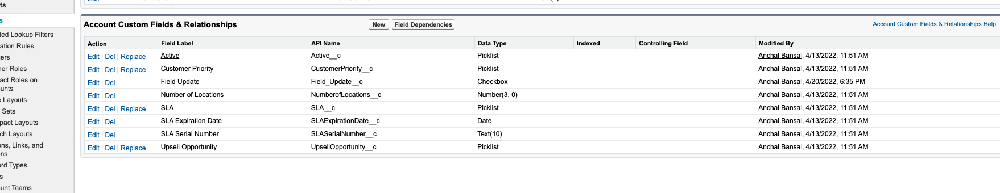 ts
Edit
s
Account Custom Fields & Relationships New Field Dependencies Account Custom Fields & Relationships Help
ted Lookup Filters
ation Rules
ers
ner Roles
act Roles on
unts
e Layouts
Sets
pact Layouts
ch Layouts
ons, Links, and
ns
ord Types
s
unt Teams
Action Field Label API Name Data Type Indexed Controlling Field Modified By
Edit | Del | Replace Active Active__c Picklist Anchal Bansal, 4/13/2022, 11:51 AM
Edit | Del | Replace Customer Priority CustomerPriority__c Picklist Anchal Bansal, 4/13/2022, 11:51 AM
Edit | Del Field Update Field_Update__c Checkbox Anchal Bansal, 4/20/2022, 6:35 PM
Edit | Del Number of Locations NumberofLocations__c Number(3, 0) Anchal Bansal, 4/13/2022, 11:51 AM
Edit | Del | Replace SLA SLA__c Picklist Anchal Bansal, 4/13/2022, 11:51 AM
Edit | Del SLA Expiration Date SLAExpirationDate__c Date Anchal Bansal, 4/13/2022, 11:51 AM
Edit | Del SLA Serial Number SLASerialNumber__c Text(10) Anchal Bansal, 4/13/2022, 11:51 AM
Edit | Del | Replace Upsell Opportunity UpsellOpportunity__c Picklist Anchal Bansal, 4/13/2022, 11:51 AM